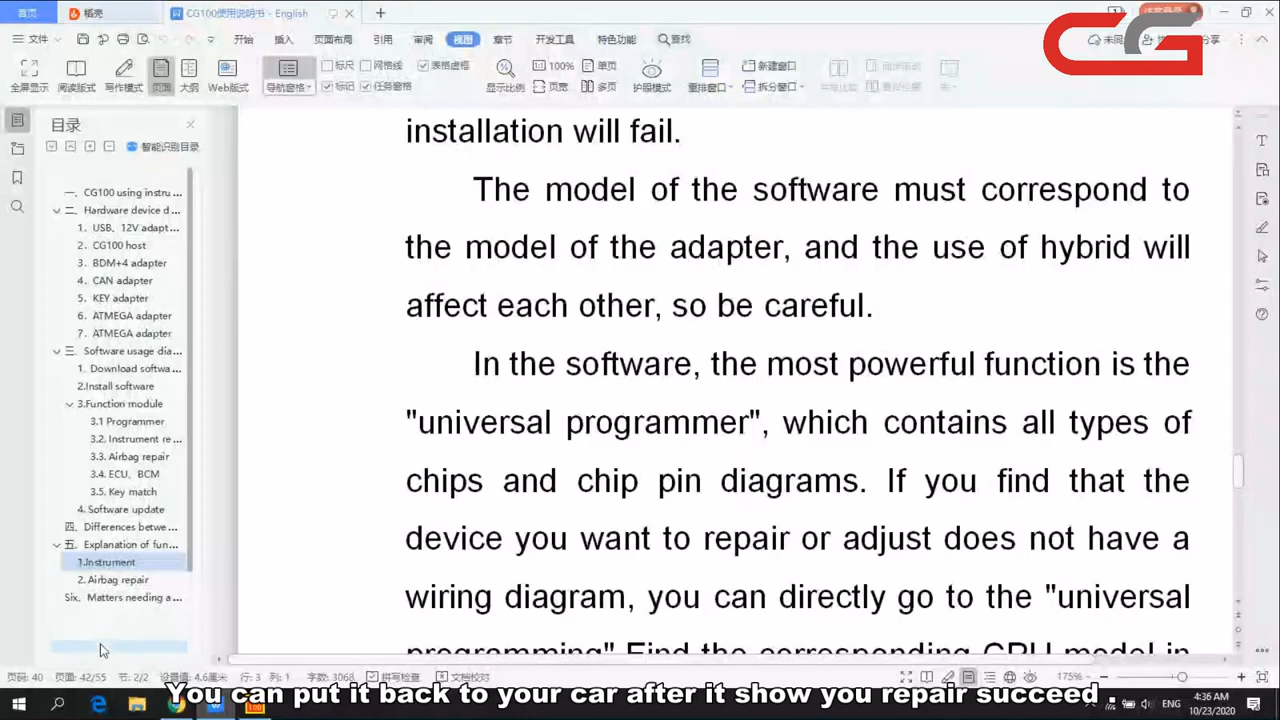 首页
稻壳
CG100使用说明书 - English
CG
文件
开始
插入
页面布局
引用
审阅
视图
章节
开发工具
特色功能
查找
全屏显示
阅读版式
写作模式
页面
大纲
Web版式
导航窗格
标尺
网格线
表格虚框
标记
任务窗格
显示比例
100%
单页
页宽
多页
护眼模式
重排窗口
新建窗口
拆分窗口
目录
智能识别目录
一、CG100 using instru ...
二、Hardware device d ...
1、USB、12V adapt...
2、CG100 host
3、BDM+4 adapter
4、CAN adapter
5、KEY adapter
6、ATMEGA adapter
7、ATMEGA adapter
三、Software usage dia...
1. Download softwa...
2.Install software
3.Function module
3.1 Programmer
3.2. Instrument re ...
3.3. Airbag repair
3.4. ECU、BCM
3.5. Key match
4.Software update
四、Differences betwe ...
五、Explanation of fun...
1.Instrument
2. Airbag repair
Six、Matters needing a ...
installation will fail.
The model of the software must correspond to
the model of the adapter, and the use of hybrid will
affect each other, so be careful.
In the software, the most powerful function is the
"universal programmer", which contains all types of
chips and chip pin diagrams. If you find that the
device you want to repair or adjust does not have a
wiring diagram, you can directly go to the "universal
programming" Find the corresponding CPU model in
页码: 40
页面: 42/55
节: 2/2
设置值: 4.6厘米
字数: 3068
拼写检查
文档校对
175%
You can put it back to your car after it show you repair succeed .
ENG
4:36 AM
10/23/2020